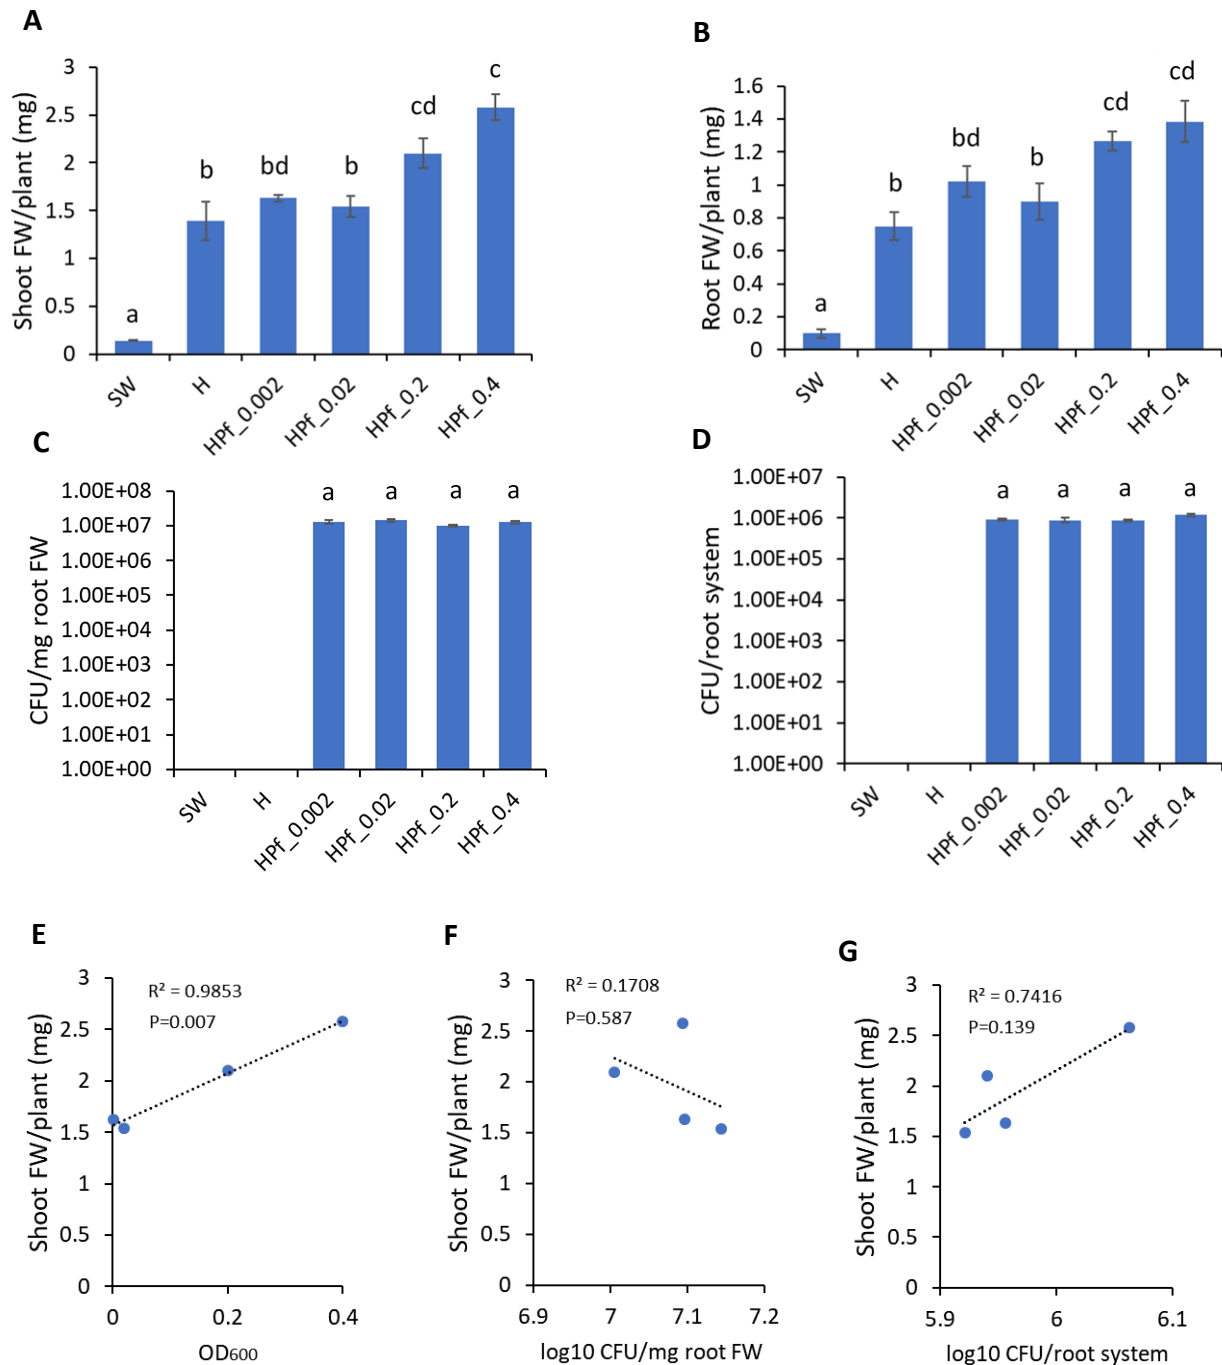 A
Shoot FW/plant (mg)
3
2.5
2
1.5
1
0.5
0
a
b
bd
b
cd
c
SW
H
HPf_0.002
HPf_0.02
HPf_0.2
HPf_0.4
B
Root FW/plant (mg)
1.6
1.4
1.2
1
0.8
0.6
0.4
0.2
0
a
b
bd
b
cd
cd
SW
H
HPf_0.002
HPf_0.02
HPf_0.2
HPf_0.4
C
CFU/mg root FW
1.00E+08
1.00E+07
1.00E+06
1.00E+05
1.00E+04
1.00E+03
1.00E+02
1.00E+01
1.00E+00
a
a
a
a
SW
H
HPf_0.002
HPf_0.02
HPf_0.2
HPf_0.4
D
CFU/root system
1.00E+07
1.00E+06
1.00E+05
1.00E+04
1.00E+03
1.00E+02
1.00E+01
1.00E+00
a
a
a
a
SW
H
HPf_0.002
HPf_0.02
HPf_0.2
HPf_0.4
E
Shoot FW/plant (mg)
3
2.5
2
1.5
1
0.5
0
R² = 0.9853
P=0.007
0
0.2
0.4
OD600
F
Shoot FW/plant (mg)
3
2.5
2
1.5
1
0.5
0
R² = 0.1708
P=0.587
6.9
7
7.1
7.2
log10 CFU/mg root FW
G
Shoot FW/plant (mg)
3
2.5
2
1.5
1
0.5
0
R² = 0.7416
P=0.139
5.9
6
6.1
log10 CFU/root system